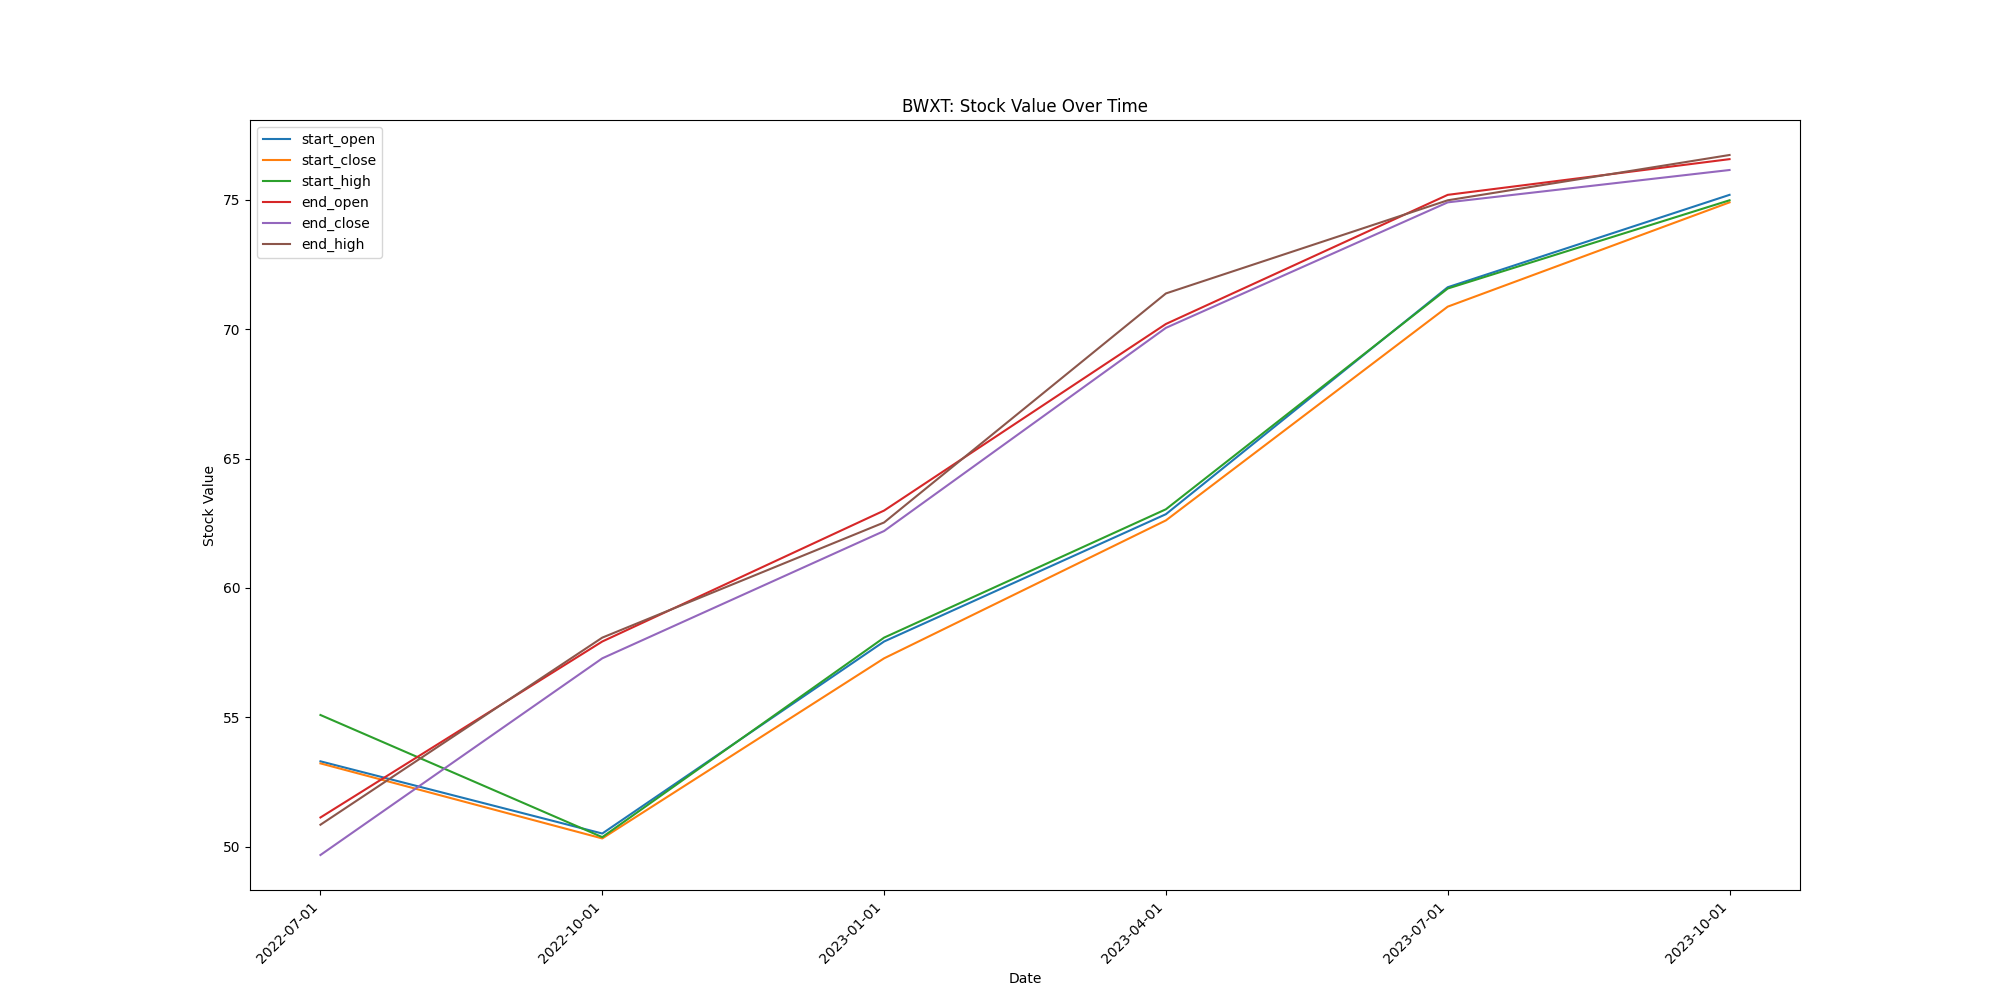 BWXT: Stock Value Over Time
start_open
start_close
start_high
end_open
end_close
end_high
75
70
65
60
55
50
Stock Value
2022-07-01
2022-10-01
2023-01-01
2023-04-01
2023-07-01
2023-10-01
Date